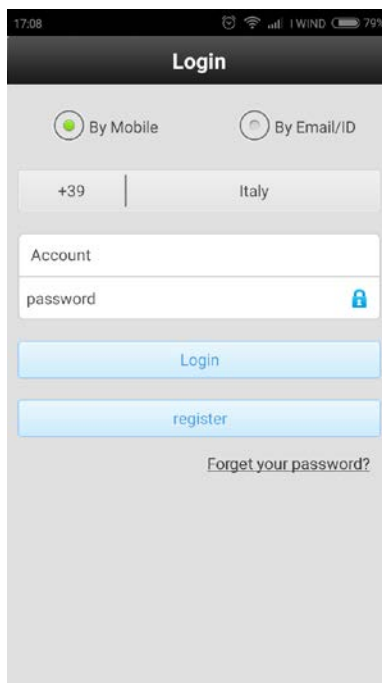 17:08 I WIND 79%
Login
By Mobile By Email/ID
+39 Italy
Account
password
Login
register
Forget your password?